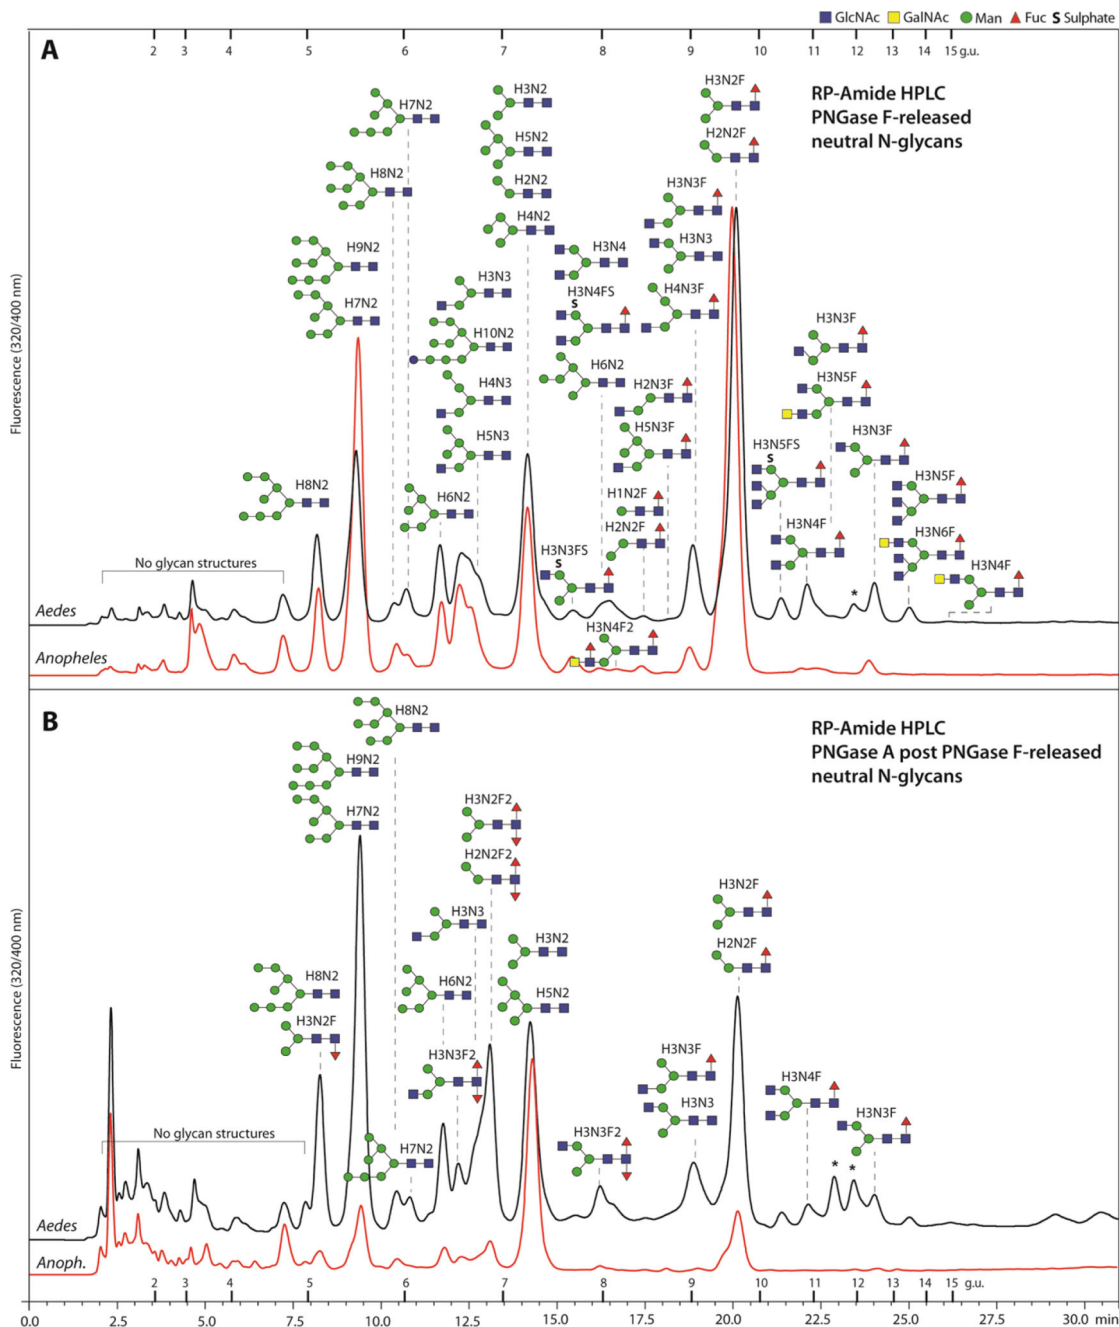 GlcNAc GalNAc Man Fuc S Sulphate
A
2 3 4 5 6 7 8 9 10 11 12 13 14 15 g.u.
RP-Amide HPLC
PNGase F-released
neutral N-glycans
Fluorescence (320/400 nm)
H7N2
H8N2
H9N2
H7N2
H8N2
H6N2
H3N3
H10N2
H4N3
H5N3
H3N2
H5N2
H2N2
H4N2
H3N4
H3N4FS
S
H6N2
H3N3FS
S
H3N4F2
H2N3F
H5N3F
H1N2F
H2N2F
H3N3F
H3N3
H4N3F
H3N2F
H2N2F
H3N5FS
S
H3N4F
H3N3F
H3N5F
H3N3F
*
H3N5F
H3N6F
H3N4F
No glycan structures
Aedes
Anopheles
B
RP-Amide HPLC
PNGase A post PNGase F-released
neutral N-glycans
Fluorescence (320/400 nm)
H8N2
H9N2
H7N2
H8N2
H3N2F
H3N2F2
H2N2F2
H3N3
H6N2
H3N3F2
H7N2
H3N2
H5N2
H3N3F2
H3N3F
H3N3
H3N2F
H2N2F
H3N4F
H3N3F
* *
No glycan structures
Aedes
Anoph.
2 3 4 5 6 7 8 9 10 11 12 13 14 15 g.u.
0.0 2.5 5.0 7.5 10.0 12.5 15.0 17.5 20.0 22.5 25.0 27.5 30.0 min